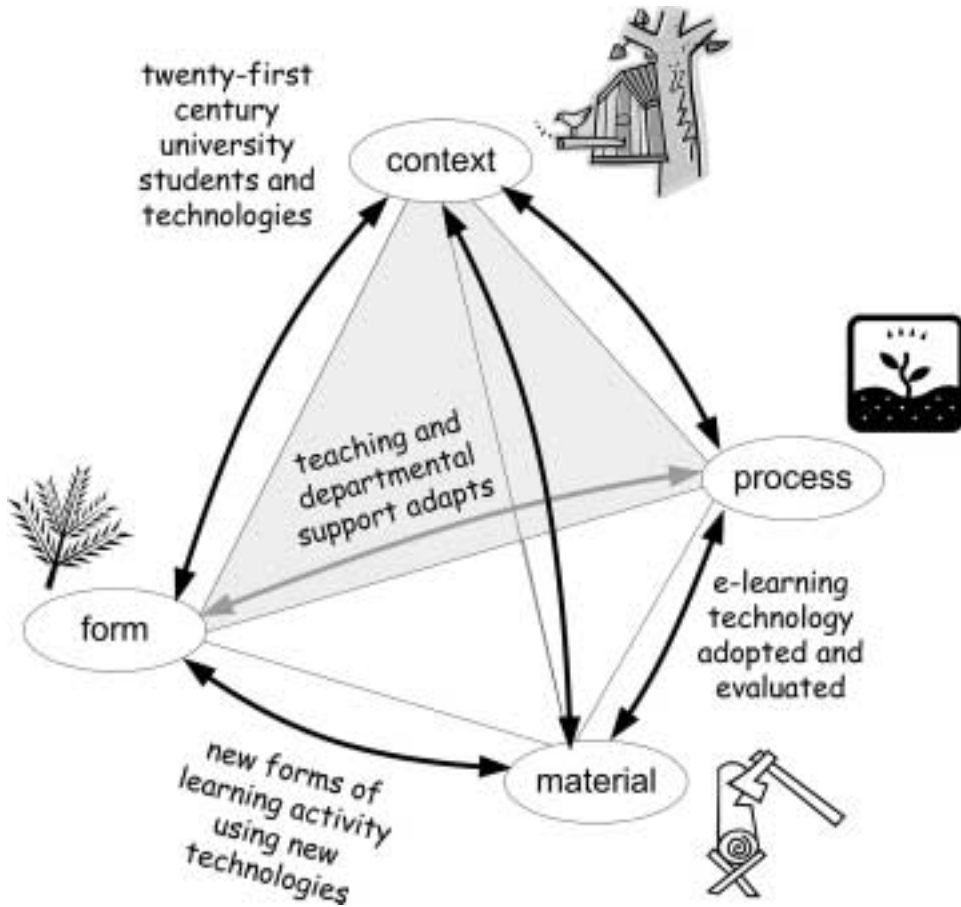 twenty-first
century
university
students and
technologies
context
teaching and
departmental
support adapts
process
form
e-learning
technology
adopted and
evaluated
new forms of
learning activity
using new
technologies
material